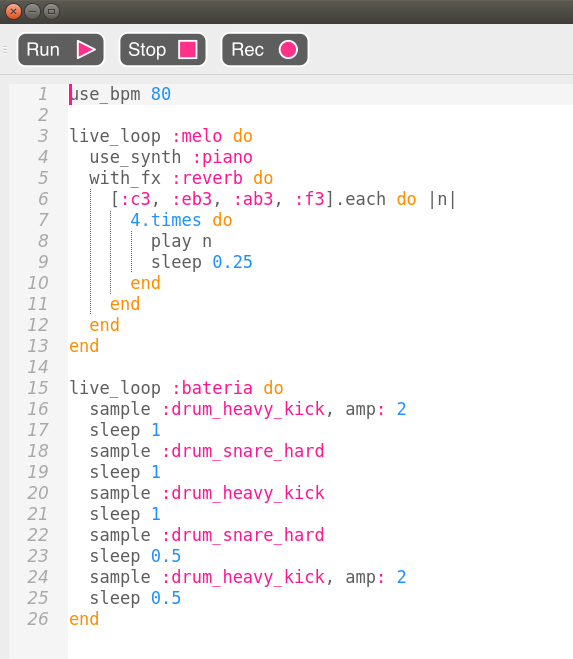 Run Stop Rec
1 use_bpm 80
2
3 live_loop :melo do
4   use_synth :piano
5   with_fx :reverb do
6     [:c3, :eb3, :ab3, :f3].each do |n|
7       4.times do
8         play n
9         sleep 0.25
10       end
11     end
12   end
13 end
14
15 live_loop :bateria do
16   sample :drum_heavy_kick, amp: 2
17   sleep 1
18   sample :drum_snare_hard
19   sleep 1
20   sample :drum_heavy_kick
21   sleep 1
22   sample :drum_snare_hard
23   sleep 0.5
24   sample :drum_heavy_kick, amp: 2
25   sleep 0.5
26 end